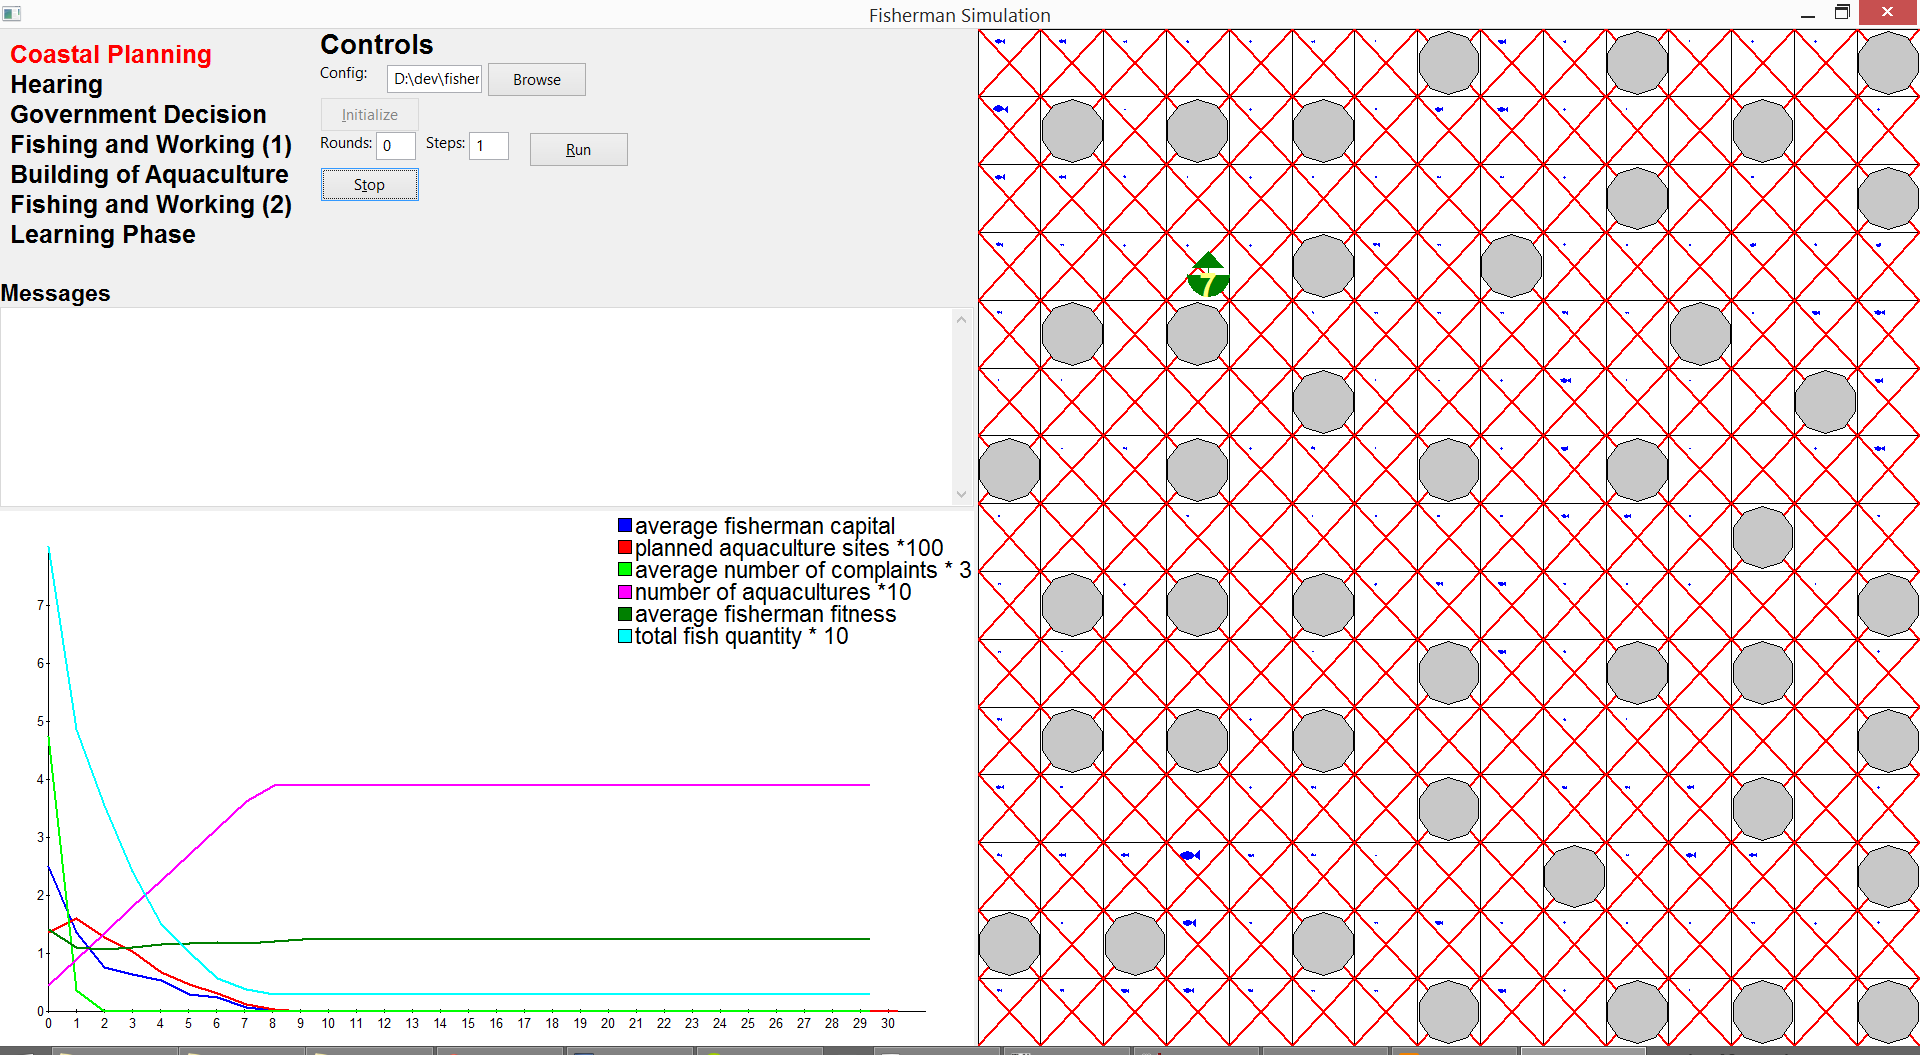 Fisherman Simulation
Coastal Planning
Hearing
Government Decision
Fishing and Working (1)
Building of Aquaculture
Fishing and Working (2)
Learning Phase
Controls
Config: D:\dev\fisher Browse
Initialize
Rounds: 0 Steps: 1 Run
Stop
Messages
average fisherman capital
planned aquaculture sites *100
average number of complaints * 3
number of aquacultures *10
average fisherman fitness
total fish quantity * 10
7
6
5
4
3
2
1
0
0 1 2 3 4 5 6 7 8 9 10 11 12 13 14 15 16 17 18 19 20 21 22 23 24 25 26 27 28 29 30
7